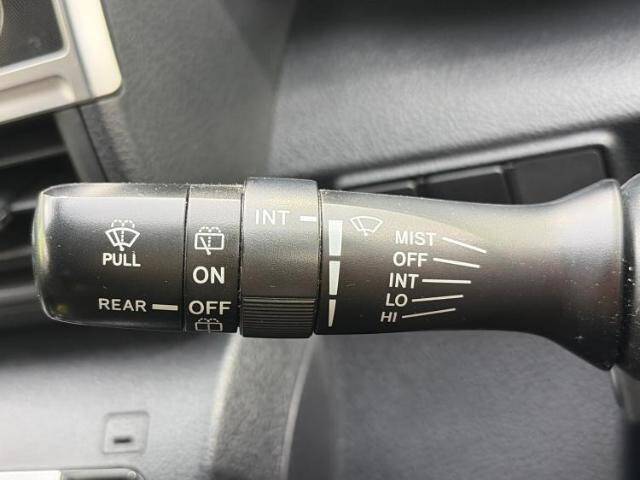 PULL
REAR
ON
OFF
INT
MIST
OFF
INT
LO
HI